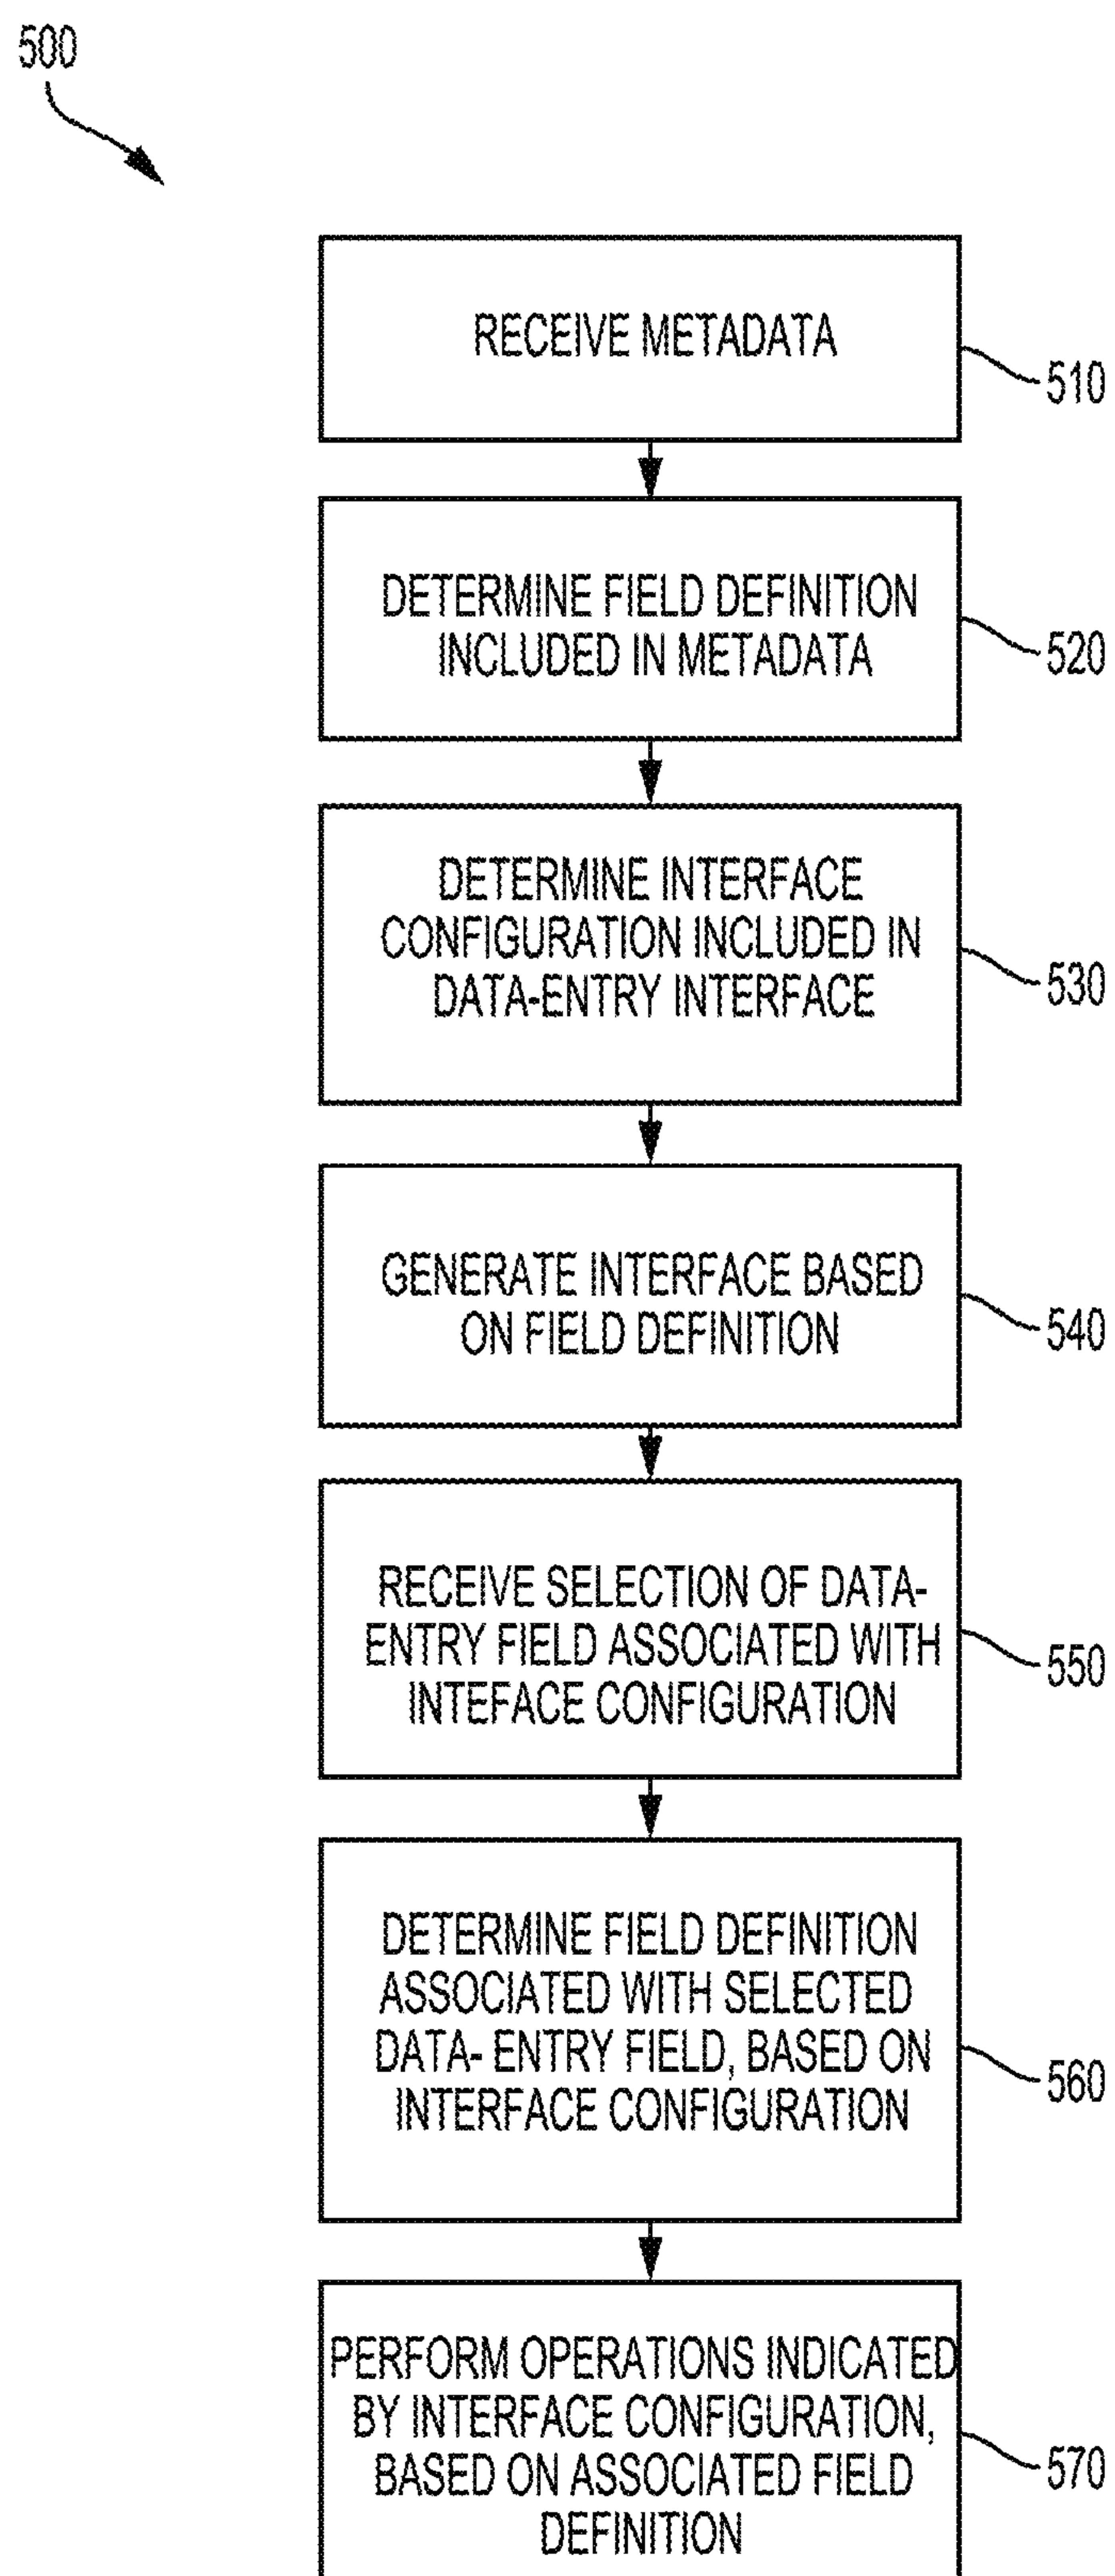 500
RECEIVE METADATA
510
DETERMINE FIELD DEFINITION
INCLUDED IN METADATA
520
DETERMINE INTERFACE
CONFIGURATION INCLUDED IN
DATA-ENTRY INTERFACE
530
GENERATE INTERFACE BASED
ON FIELD DEFINITION
540
RECEIVE SELECTION OF DATA-
ENTRY FIELD ASSOCIATED WITH
INTEFACE CONFIGURATION
550
DETERMINE FIELD DEFINITION
ASSOCIATED WITH SELECTED
DATA- ENTRY FIELD, BASED ON
INTERFACE CONFIGURATION
560
PERFORM OPERATIONS INDICATED
BY INTERFACE CONFIGURATION,
BASED ON ASSOCIATED FIELD
DEFINITION
570